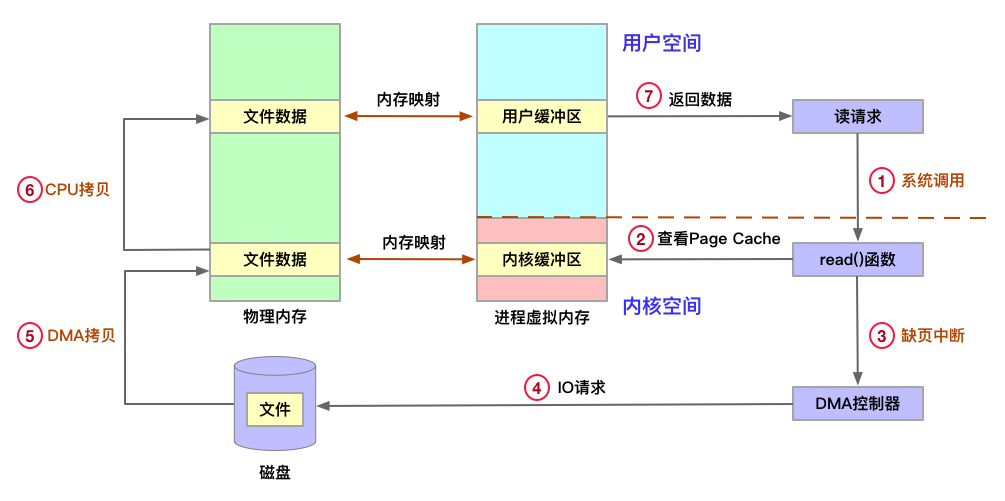 用户空间
文件数据
内存映射
用户缓冲区
7 返回数据
读请求
6 CPU拷贝
1 系统调用
文件数据
内存映射
内核缓冲区
2 查看Page Cache
read()函数
物理内存
进程虚拟内存
内核空间
5 DMA拷贝
3 缺页中断
4 IO请求
文件
DMA控制器
磁盘